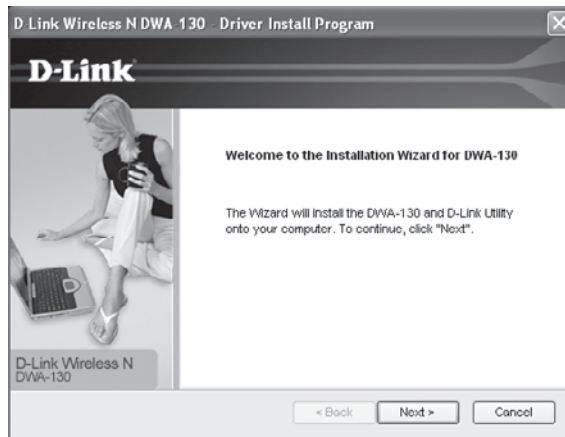 D-Link Wireless N DWA-130 - Driver Install Program
D-Link
Welcome to the Installation Wizard for DWA-130
The Wizard will install the DWA-130 and D-Link Utility
onto your computer. To continue, click "Next".
D-Link Wireless N
DWA-130
< Back Next > Cancel